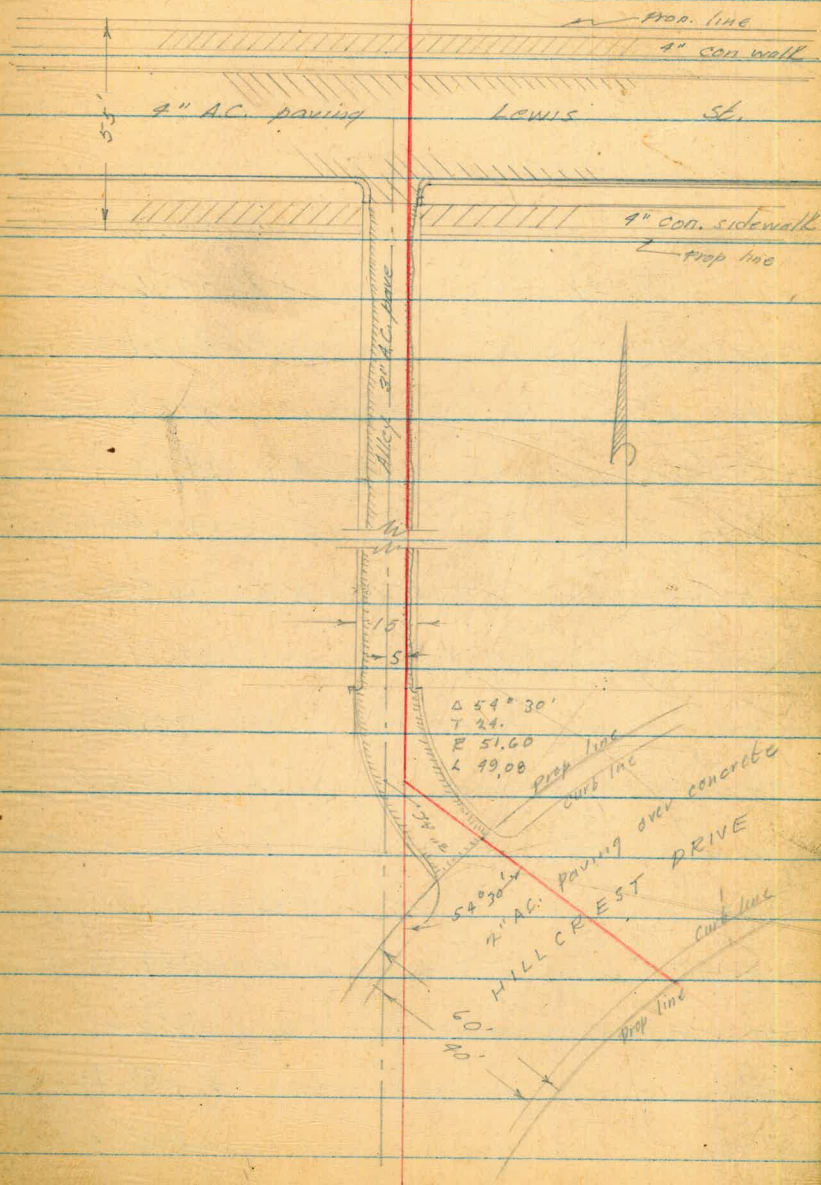 Prop. line
4" con walk
55'
4" A.C. paving Lewis St.
4" con. sidewalk
Prop line
Alley 3" A.C. pave
15
5
Δ 54° 30'
T 24.
R 51.60
L 49.08
prop line
curb line
54° 30'
2" AC. paving over concrete
HILLCREST DRIVE
Curb line
prop line
60'
40'